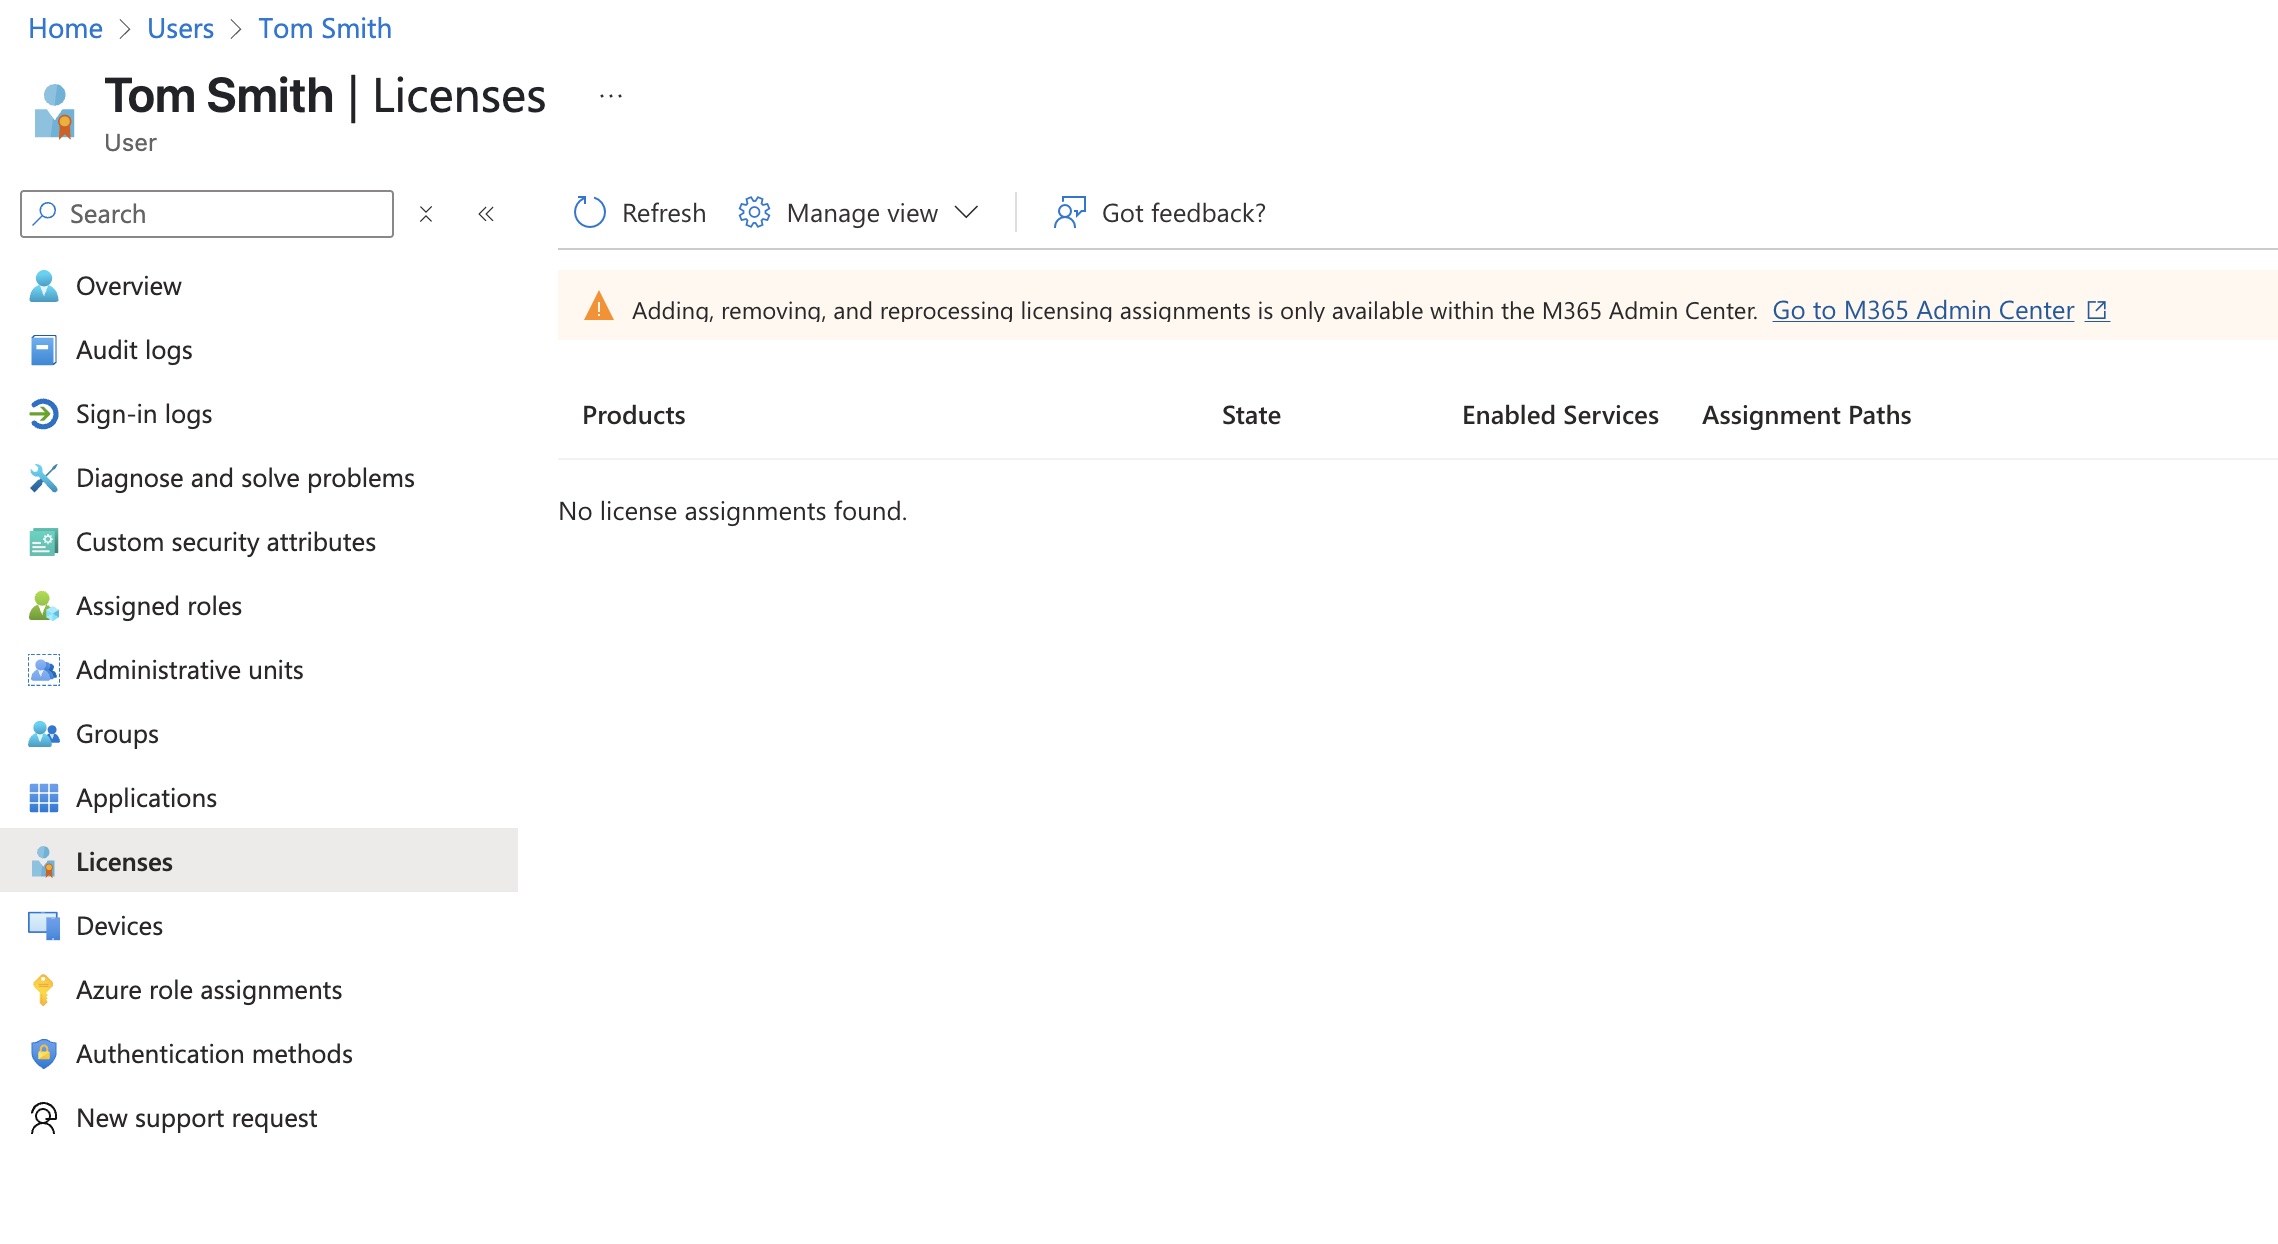 Home > Users > Tom Smith
Tom Smith | Licenses ...
User
Search
Refresh Manage view Got feedback?
Overview
Audit logs
Sign-in logs
Diagnose and solve problems
Custom security attributes
Assigned roles
Administrative units
Groups
Applications
Licenses
Devices
Azure role assignments
Authentication methods
New support request
Adding, removing, and reprocessing licensing assignments is only available within the M365 Admin Center. Go to M365 Admin Center
Products State Enabled Services Assignment Paths
No license assignments found.